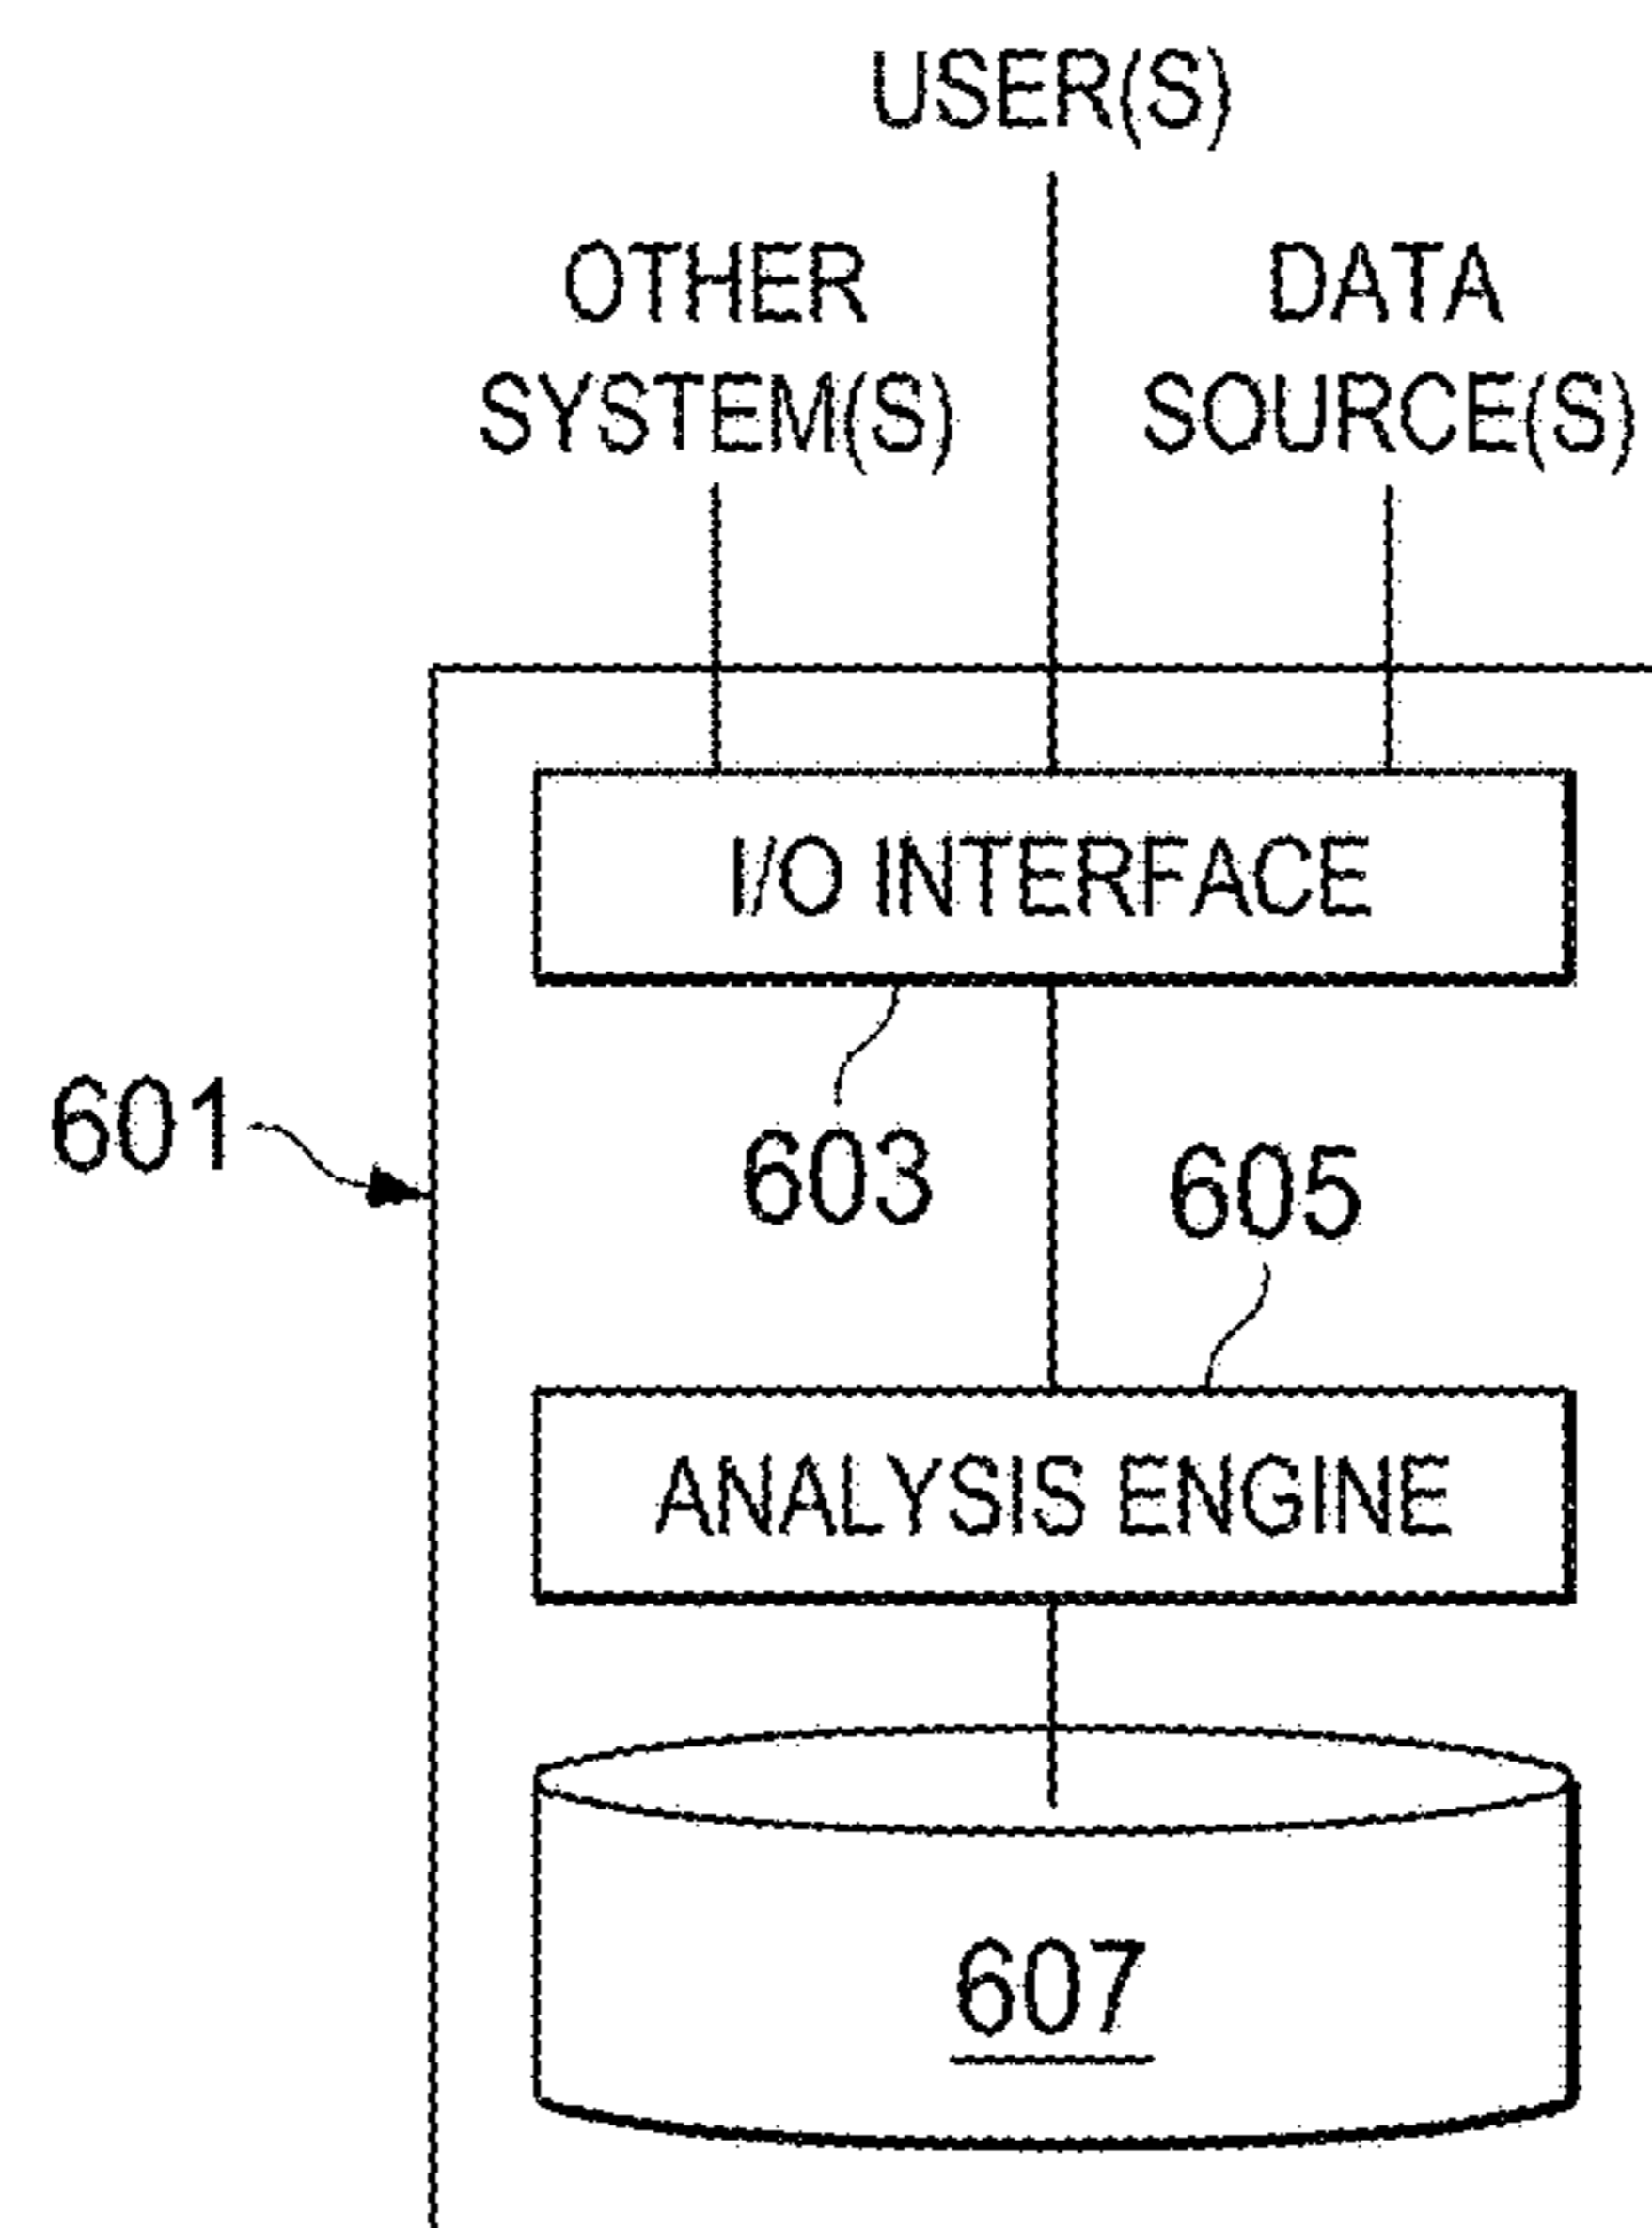 USER(S)
OTHER
SYSTEM(S)
DATA
SOURCE(S)
I/O INTERFACE
601
603
605
ANALYSIS ENGINE
607